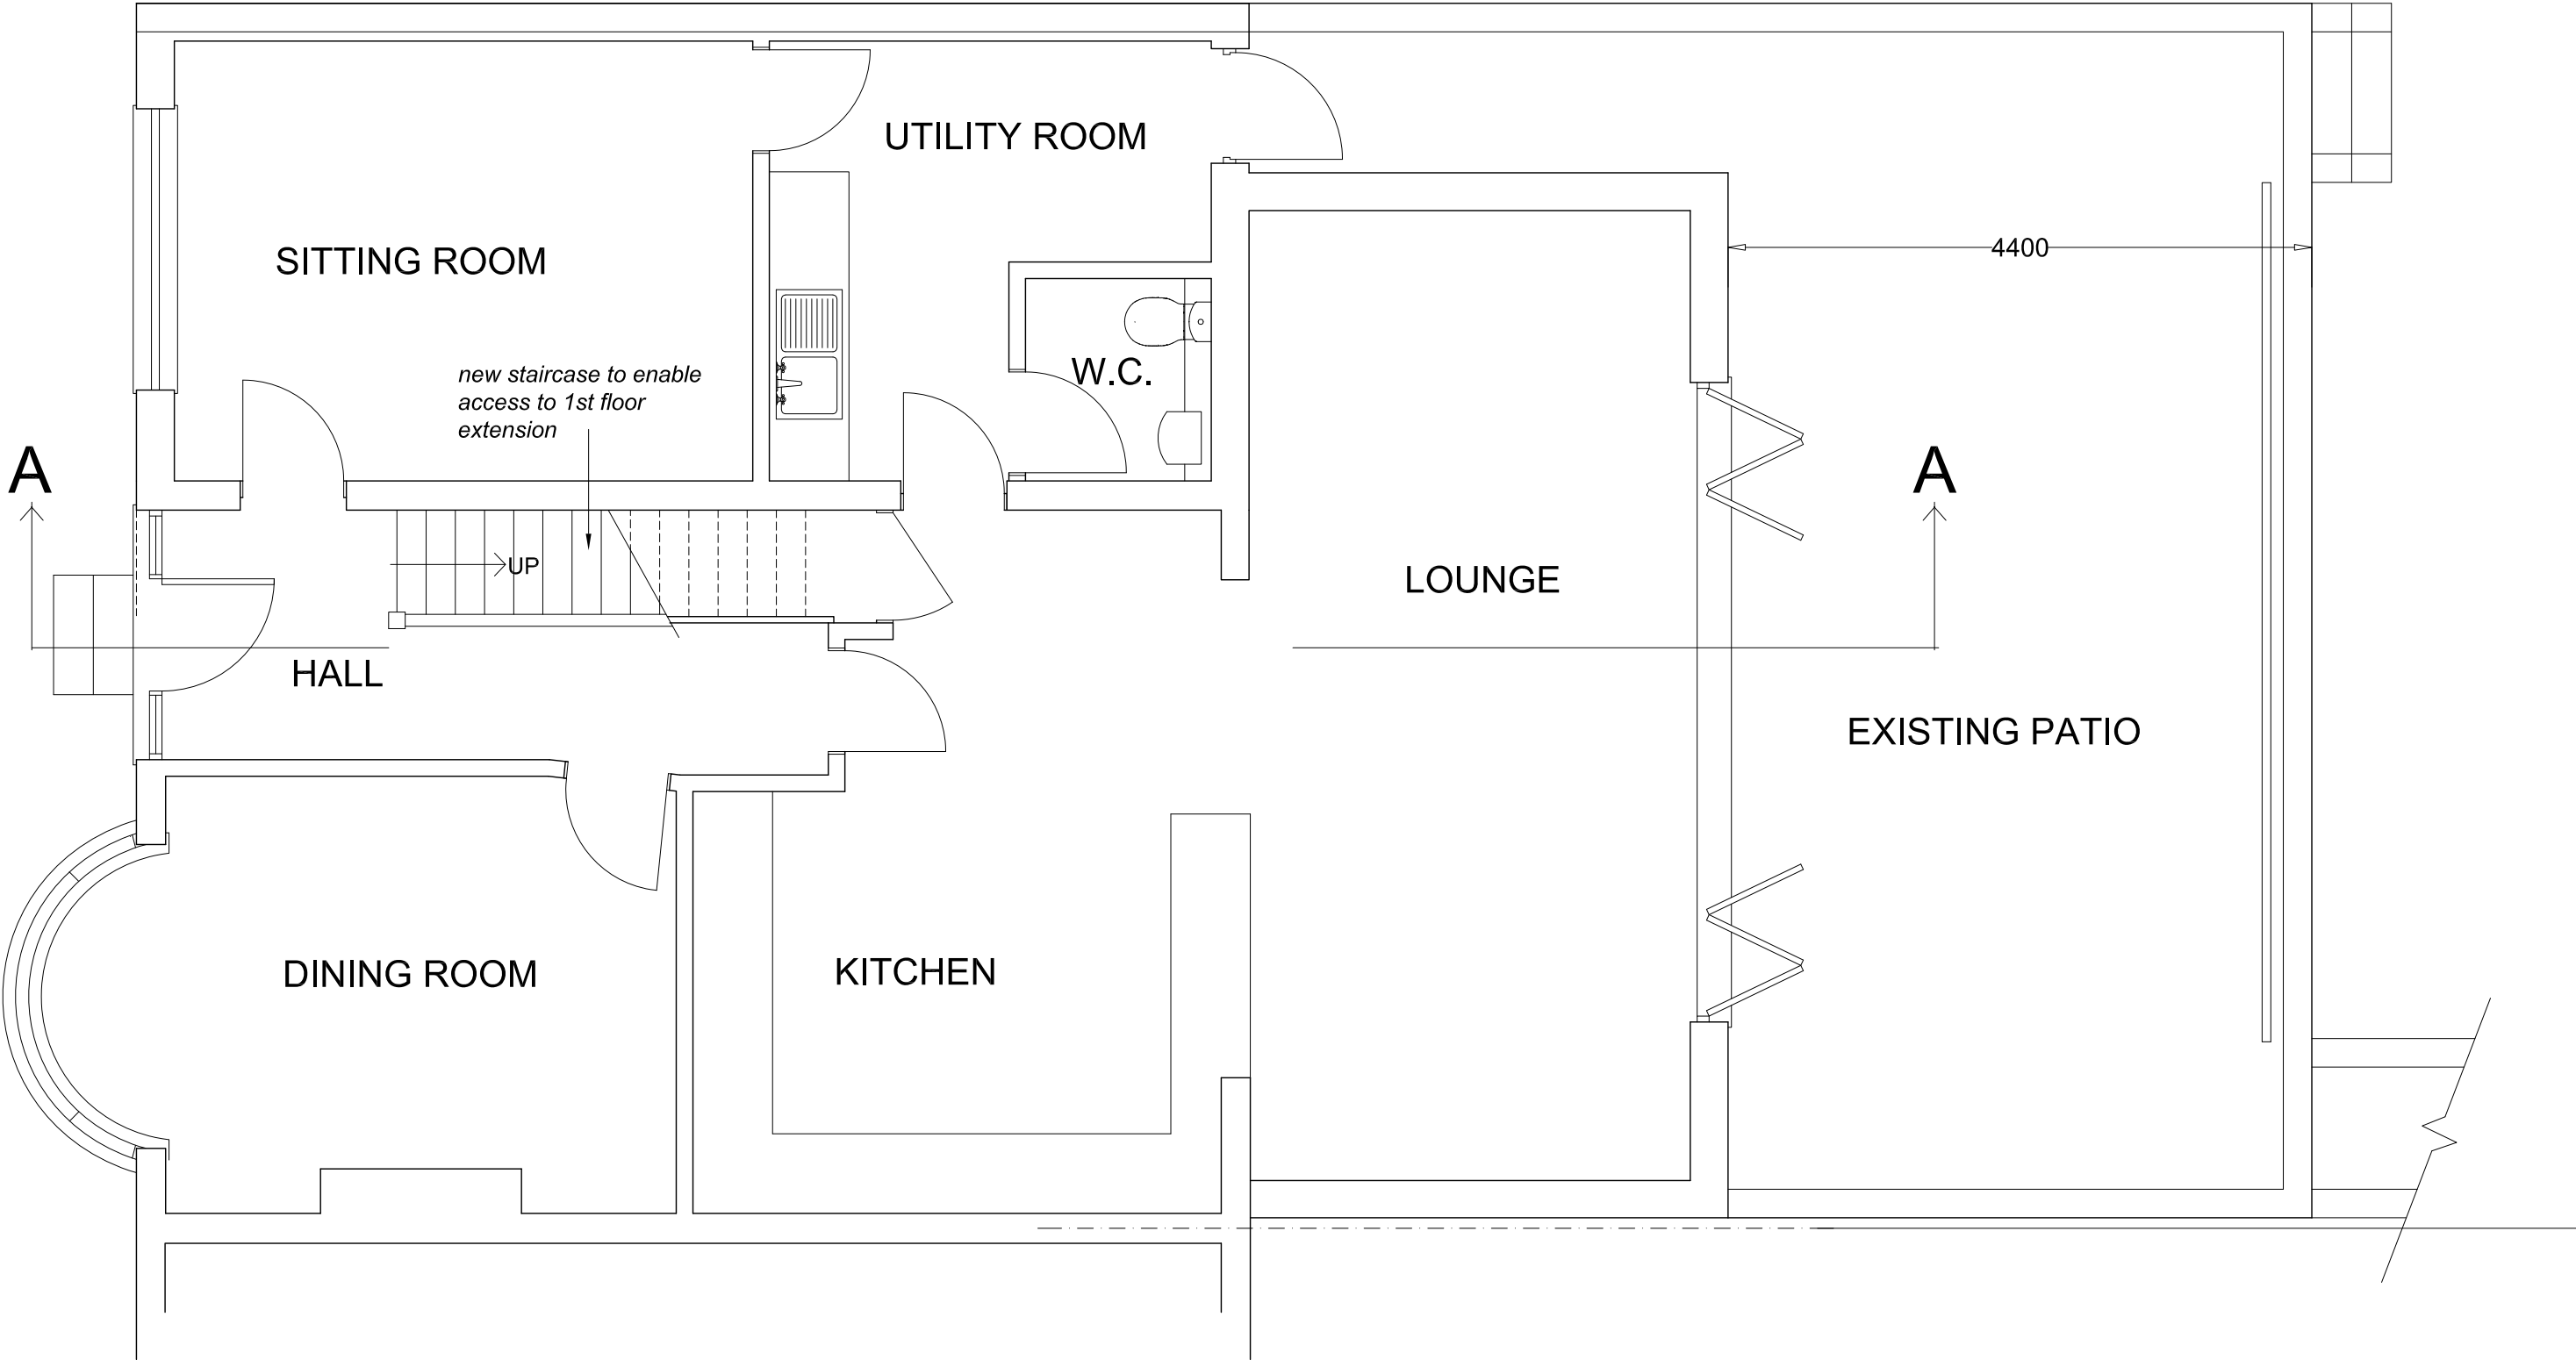 UTILITY ROOM
SITTING ROOM
4400
W.C.
new staircase to enable
access to 1st floor
extension
A
A
UP
LOUNGE
HALL
EXISTING PATIO
DINING ROOM
KITCHEN